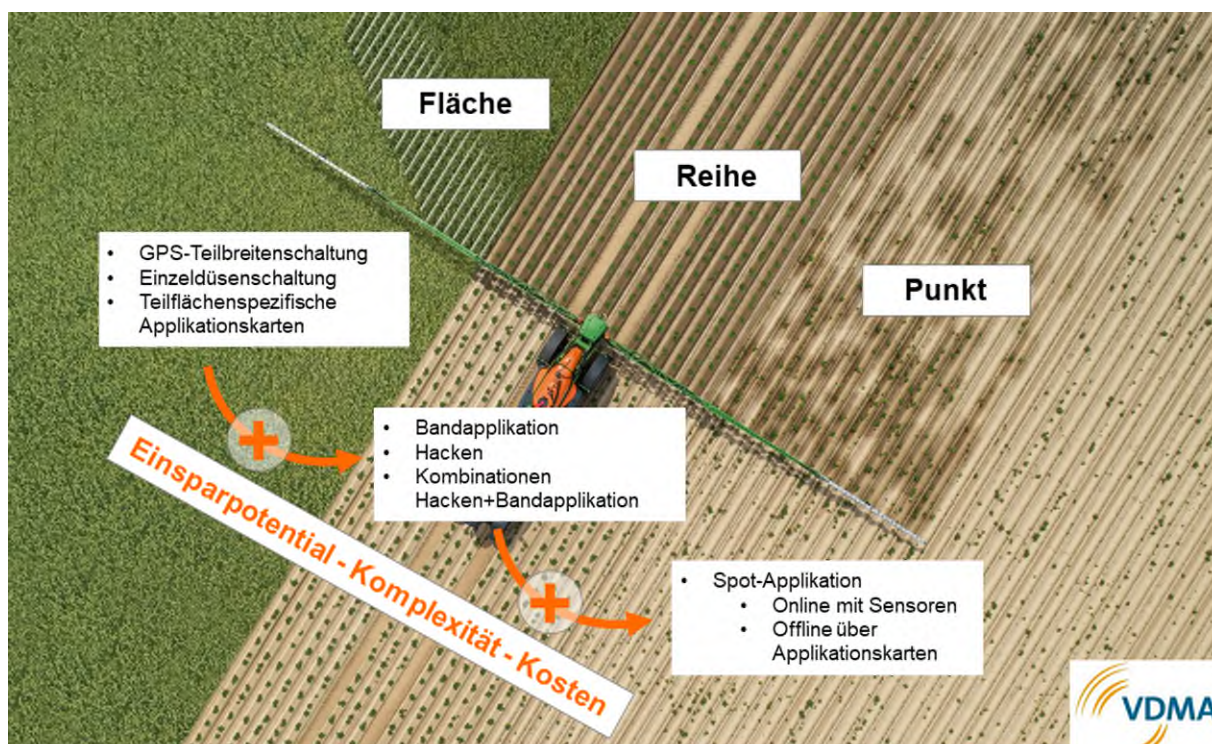 Fläche
Reihe
Punkt
• GPS-Teilbreitenschaltung
• Einzeldüsenschaltung
• Teilflächenspezifische
Applikationskarten
• Bandapplikation
• Hacken
• Kombinationen
Hacken+Bandapplikation
Einsparpotential - Komplexität - Kosten
• Spot-Applikation
• Online mit Sensoren
• Offline über
Applikationskarten
VDMA